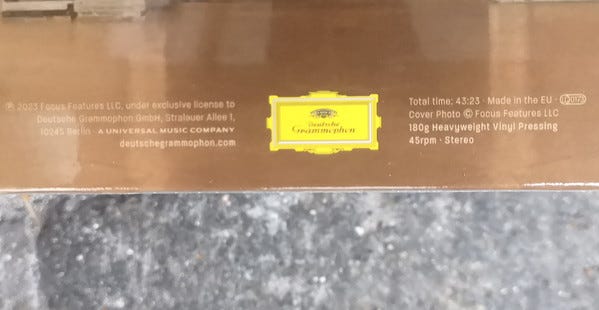 ℗ 2023 Focus Features LLC, under exclusive license to
Deutsche Grammophon GmbH, Stralauer Allee 1,
10245 Berlin · A UNIVERSAL MUSIC COMPANY
deutschegrammophon.com
Deutsche
Grammophon
Total time: 43:23 · Made in the EU ·
Cover Photo © Focus Features LLC
180g Heavyweight Vinyl Pressing
45rpm · Stereo